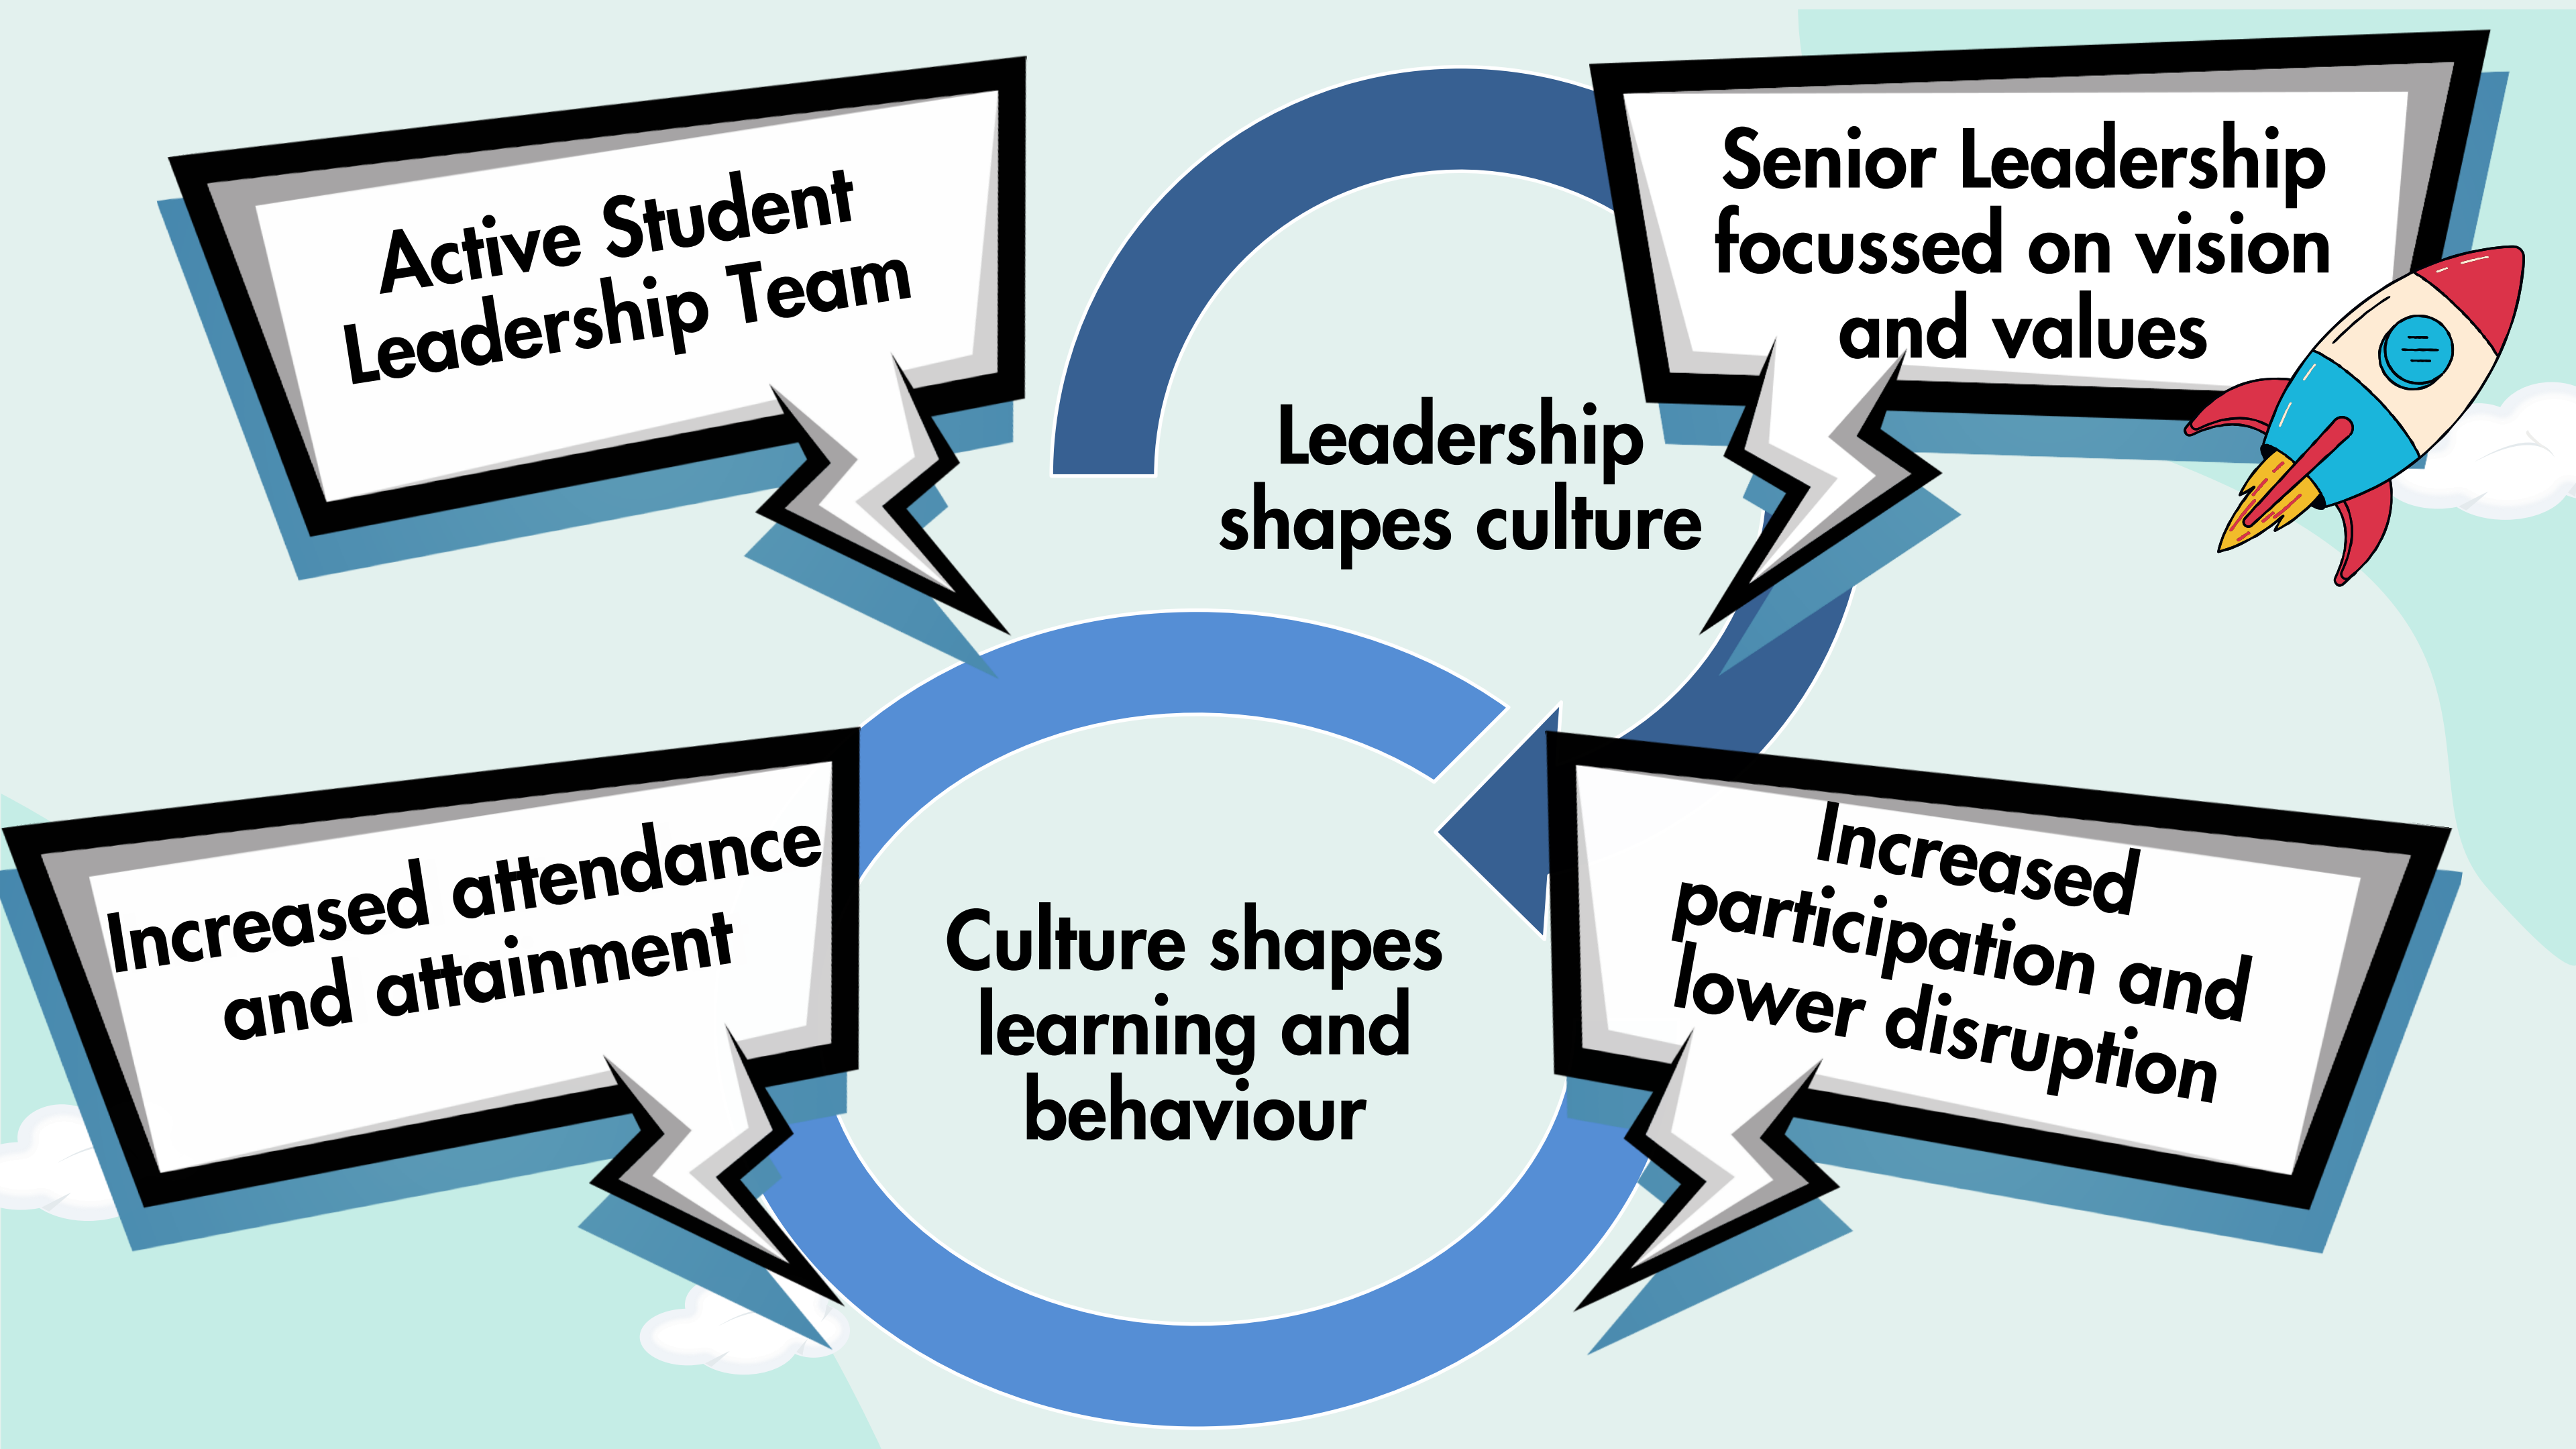 Active Student
Leadership Team
Senior Leadership
focussed on vision
and values
Leadership
shapes culture
Increased attendance
and attainment
Culture shapes
learning and
behaviour
Increased
participation and
lower disruption